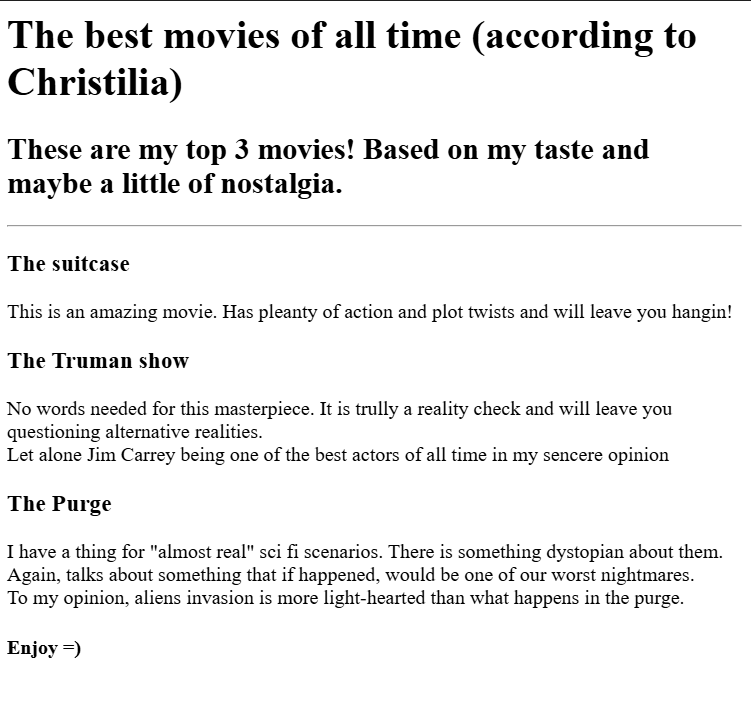 The best movies of all time (according to
Christilia)
These are my top 3 movies! Based on my taste and
maybe a little of nostalgia.
The suitcase
This is an amazing movie. Has pleanty of action and plot twists and will leave you hangin!
The Truman show
No words needed for this masterpiece. It is trully a reality check and will leave you
questioning alternative realities.
Let alone Jim Carrey being one of the best actors of all time in my sencere opinion
The Purge
I have a thing for "almost real" sci fi scenarios. There is something dystopian about them.
Again, talks about something that if happened, would be one of our worst nightmares.
To my opinion, aliens invasion is more light-hearted than what happens in the purge.
Enjoy =)